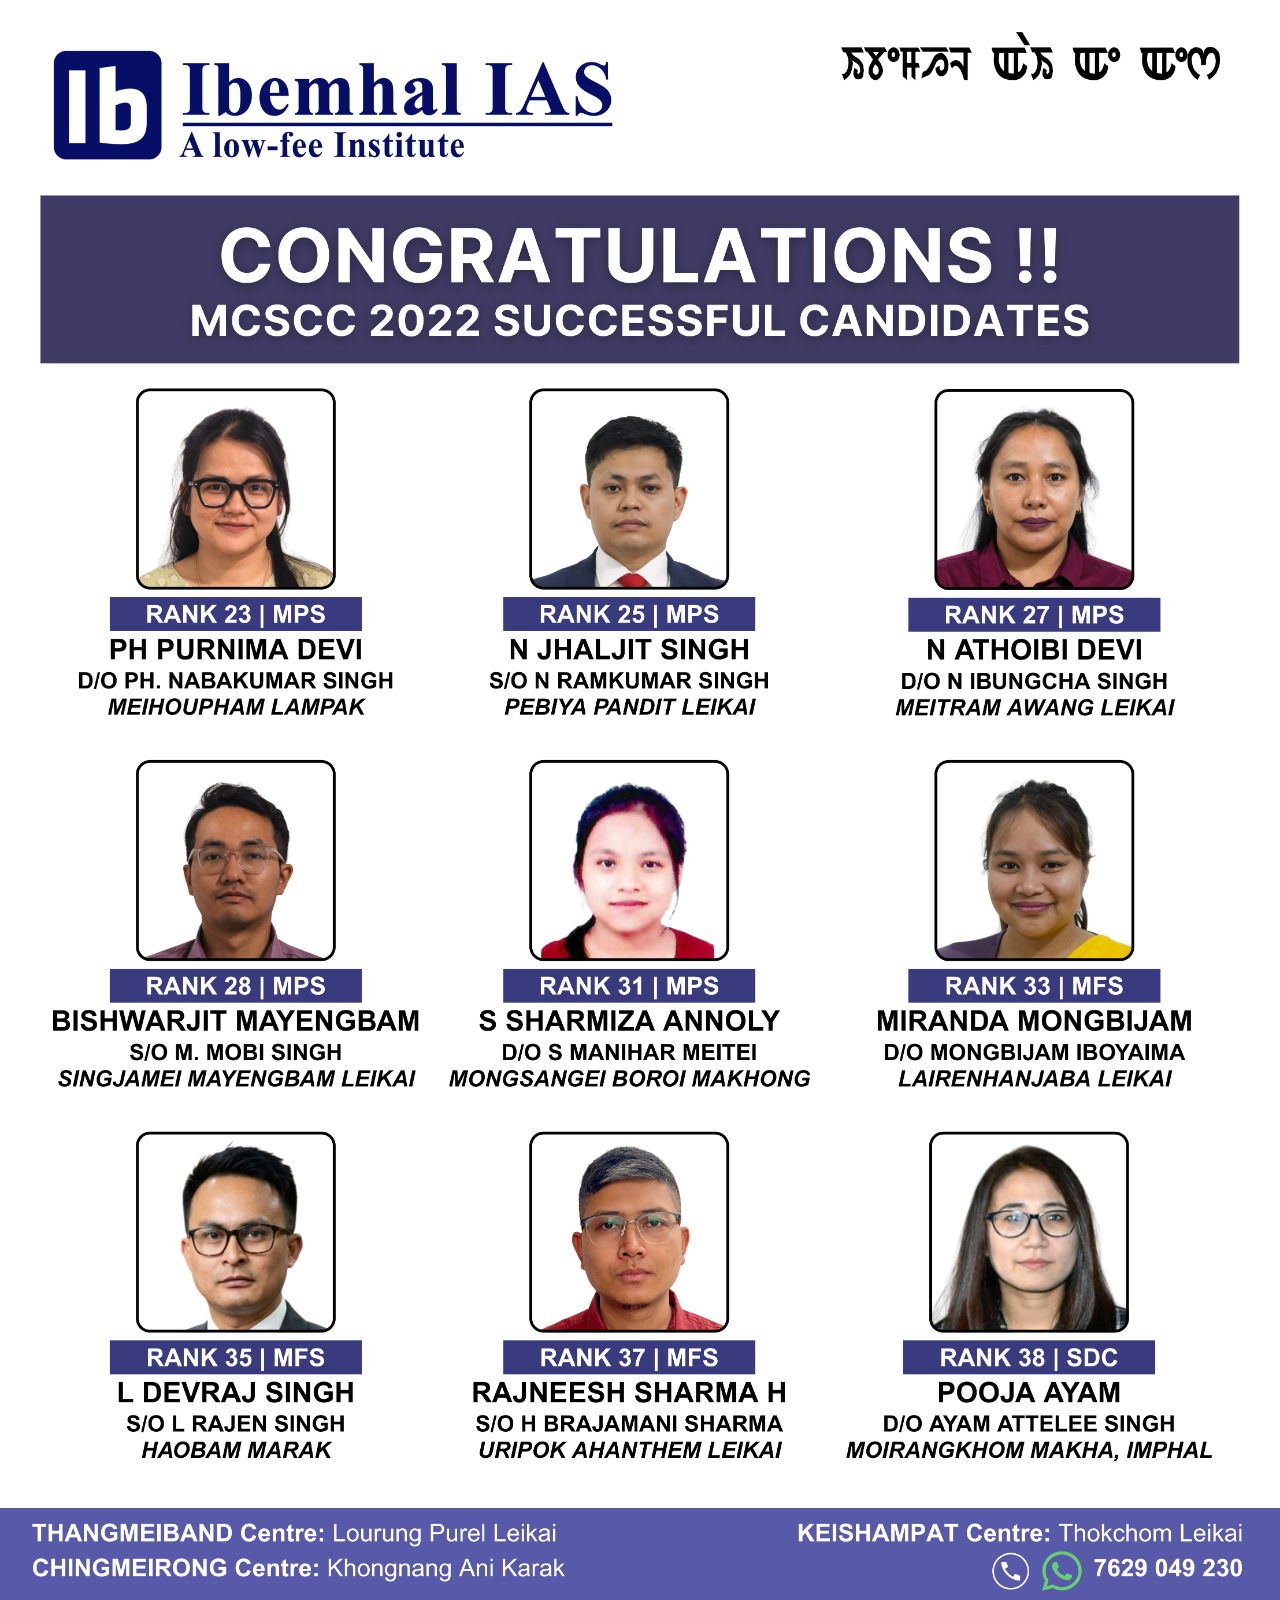 Ib
Ibemhal IAS
A low-fee Institute
CONGRATULATIONS !!
MCSCC 2022 SUCCESSFUL CANDIDATES
RANK 23 | MPS
PH PURNIMA DEVI
D/O PH. NABAKUMAR SINGH
MEIHOUPHAM LAMPAK
RANK 25 | MPS
N JHALJIT SINGH
S/O N RAMKUMAR SINGH
PEBIYA PANDIT LEIKAI
RANK 27 | MPS
N ATHOIBI DEVI
D/O N IBUNGCHA SINGH
MEITRAM AWANG LEIKAI
RANK 28 | MPS
BISHWARJIT MAYENGBAM
S/O M. MOBI SINGH
SINGJAMEI MAYENGBAM LEIKAI
RANK 31 | MPS
S SHARMIZA ANNOLY
D/O S MANIHAR MEITEI
MONGSANGEI BOROI MAKHONG
RANK 33 | MFS
MIRANDA MONGBIJAM
D/O MONGBIJAM IBOYAIMA
LAIRENHANJABA LEIKAI
RANK 35 | MFS
L DEVRAJ SINGH
S/O L RAJEN SINGH
HAOBAM MARAK
RANK 37 | MFS
RAJNEESH SHARMA H
S/O H BRAJAMANI SHARMA
URIPOK AHANTHEM LEIKAI
RANK 38 | SDC
POOJA AYAM
D/O AYAM ATTELEE SINGH
MOIRANGKHOM MAKHA, IMPHAL
THANGMEIBAND Centre: Lourung Purel Leikai
CHINGMEIRONG Centre: Khongnang Ani Karak
KEISHAMPAT Centre: Thokchom Leikai
7629 049 230